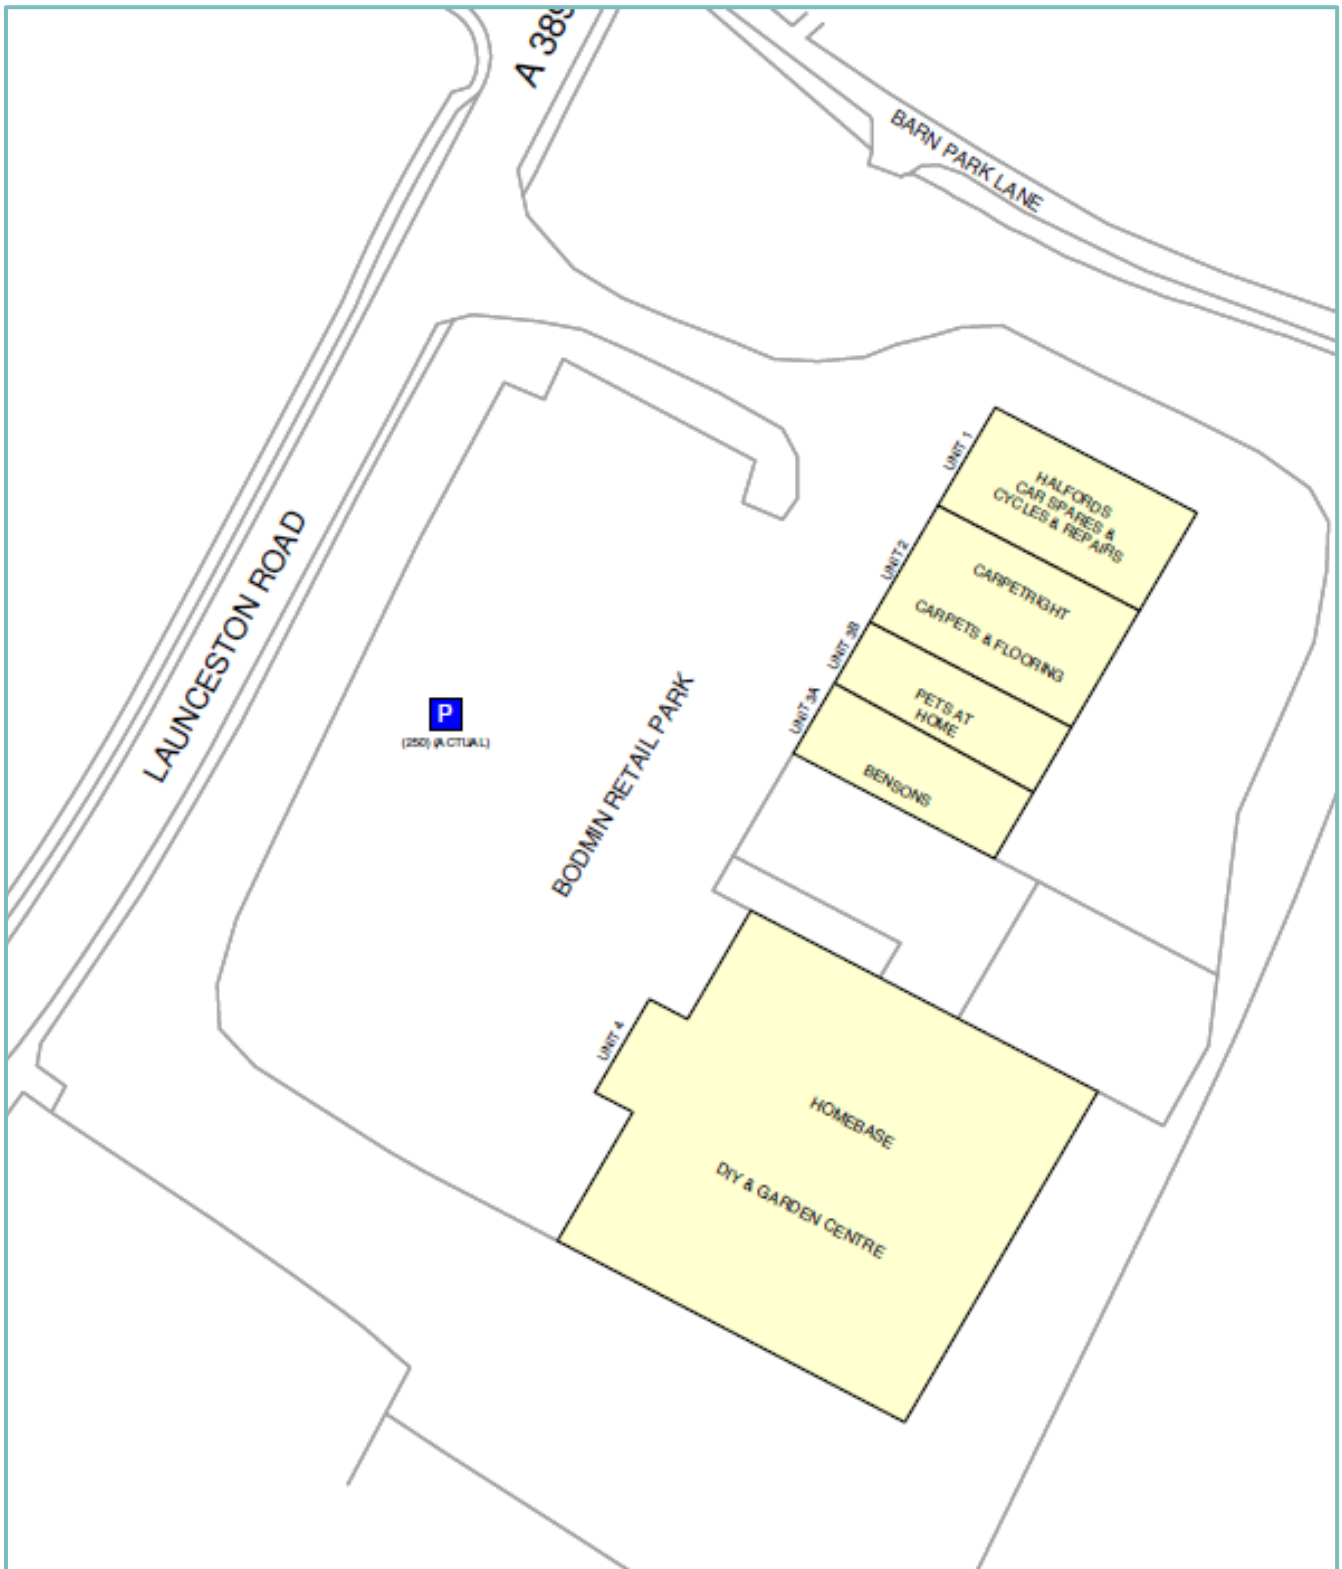 A 389
BARN PARK LANE
UNIT 1
HALFORDS
CAR SPARES &
CYCLES & REPAIRS
UNIT 2
CARPETRIGHT
CARPETS & FLOORING
UNIT 3B
PETS AT
HOME
UNIT 3A
BENSONS
LAUNCESTON ROAD
P
(250) (ACTUAL)
BODMIN RETAIL PARK
UNIT 4
HOMEBASE
DIY & GARDEN CENTRE